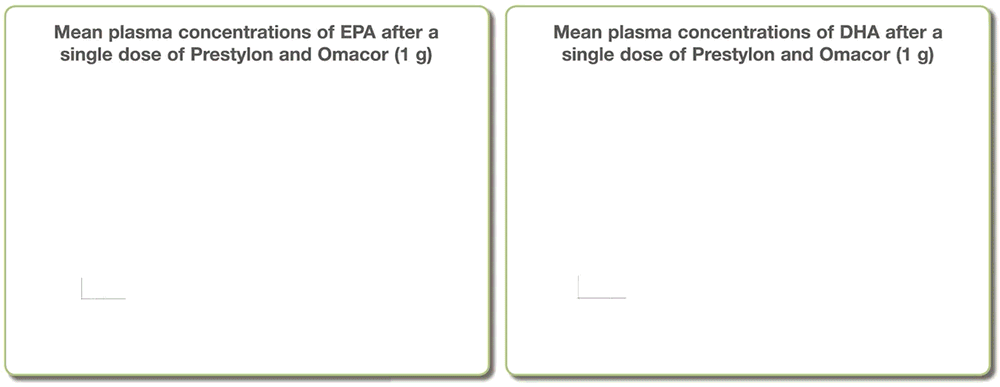 Mean plasma concentrations of EPA after a
single dose of Prestylon and Omacor (1 g)
Mean plasma concentrations of DHA after a
single dose of Prestylon and Omacor (1 g)